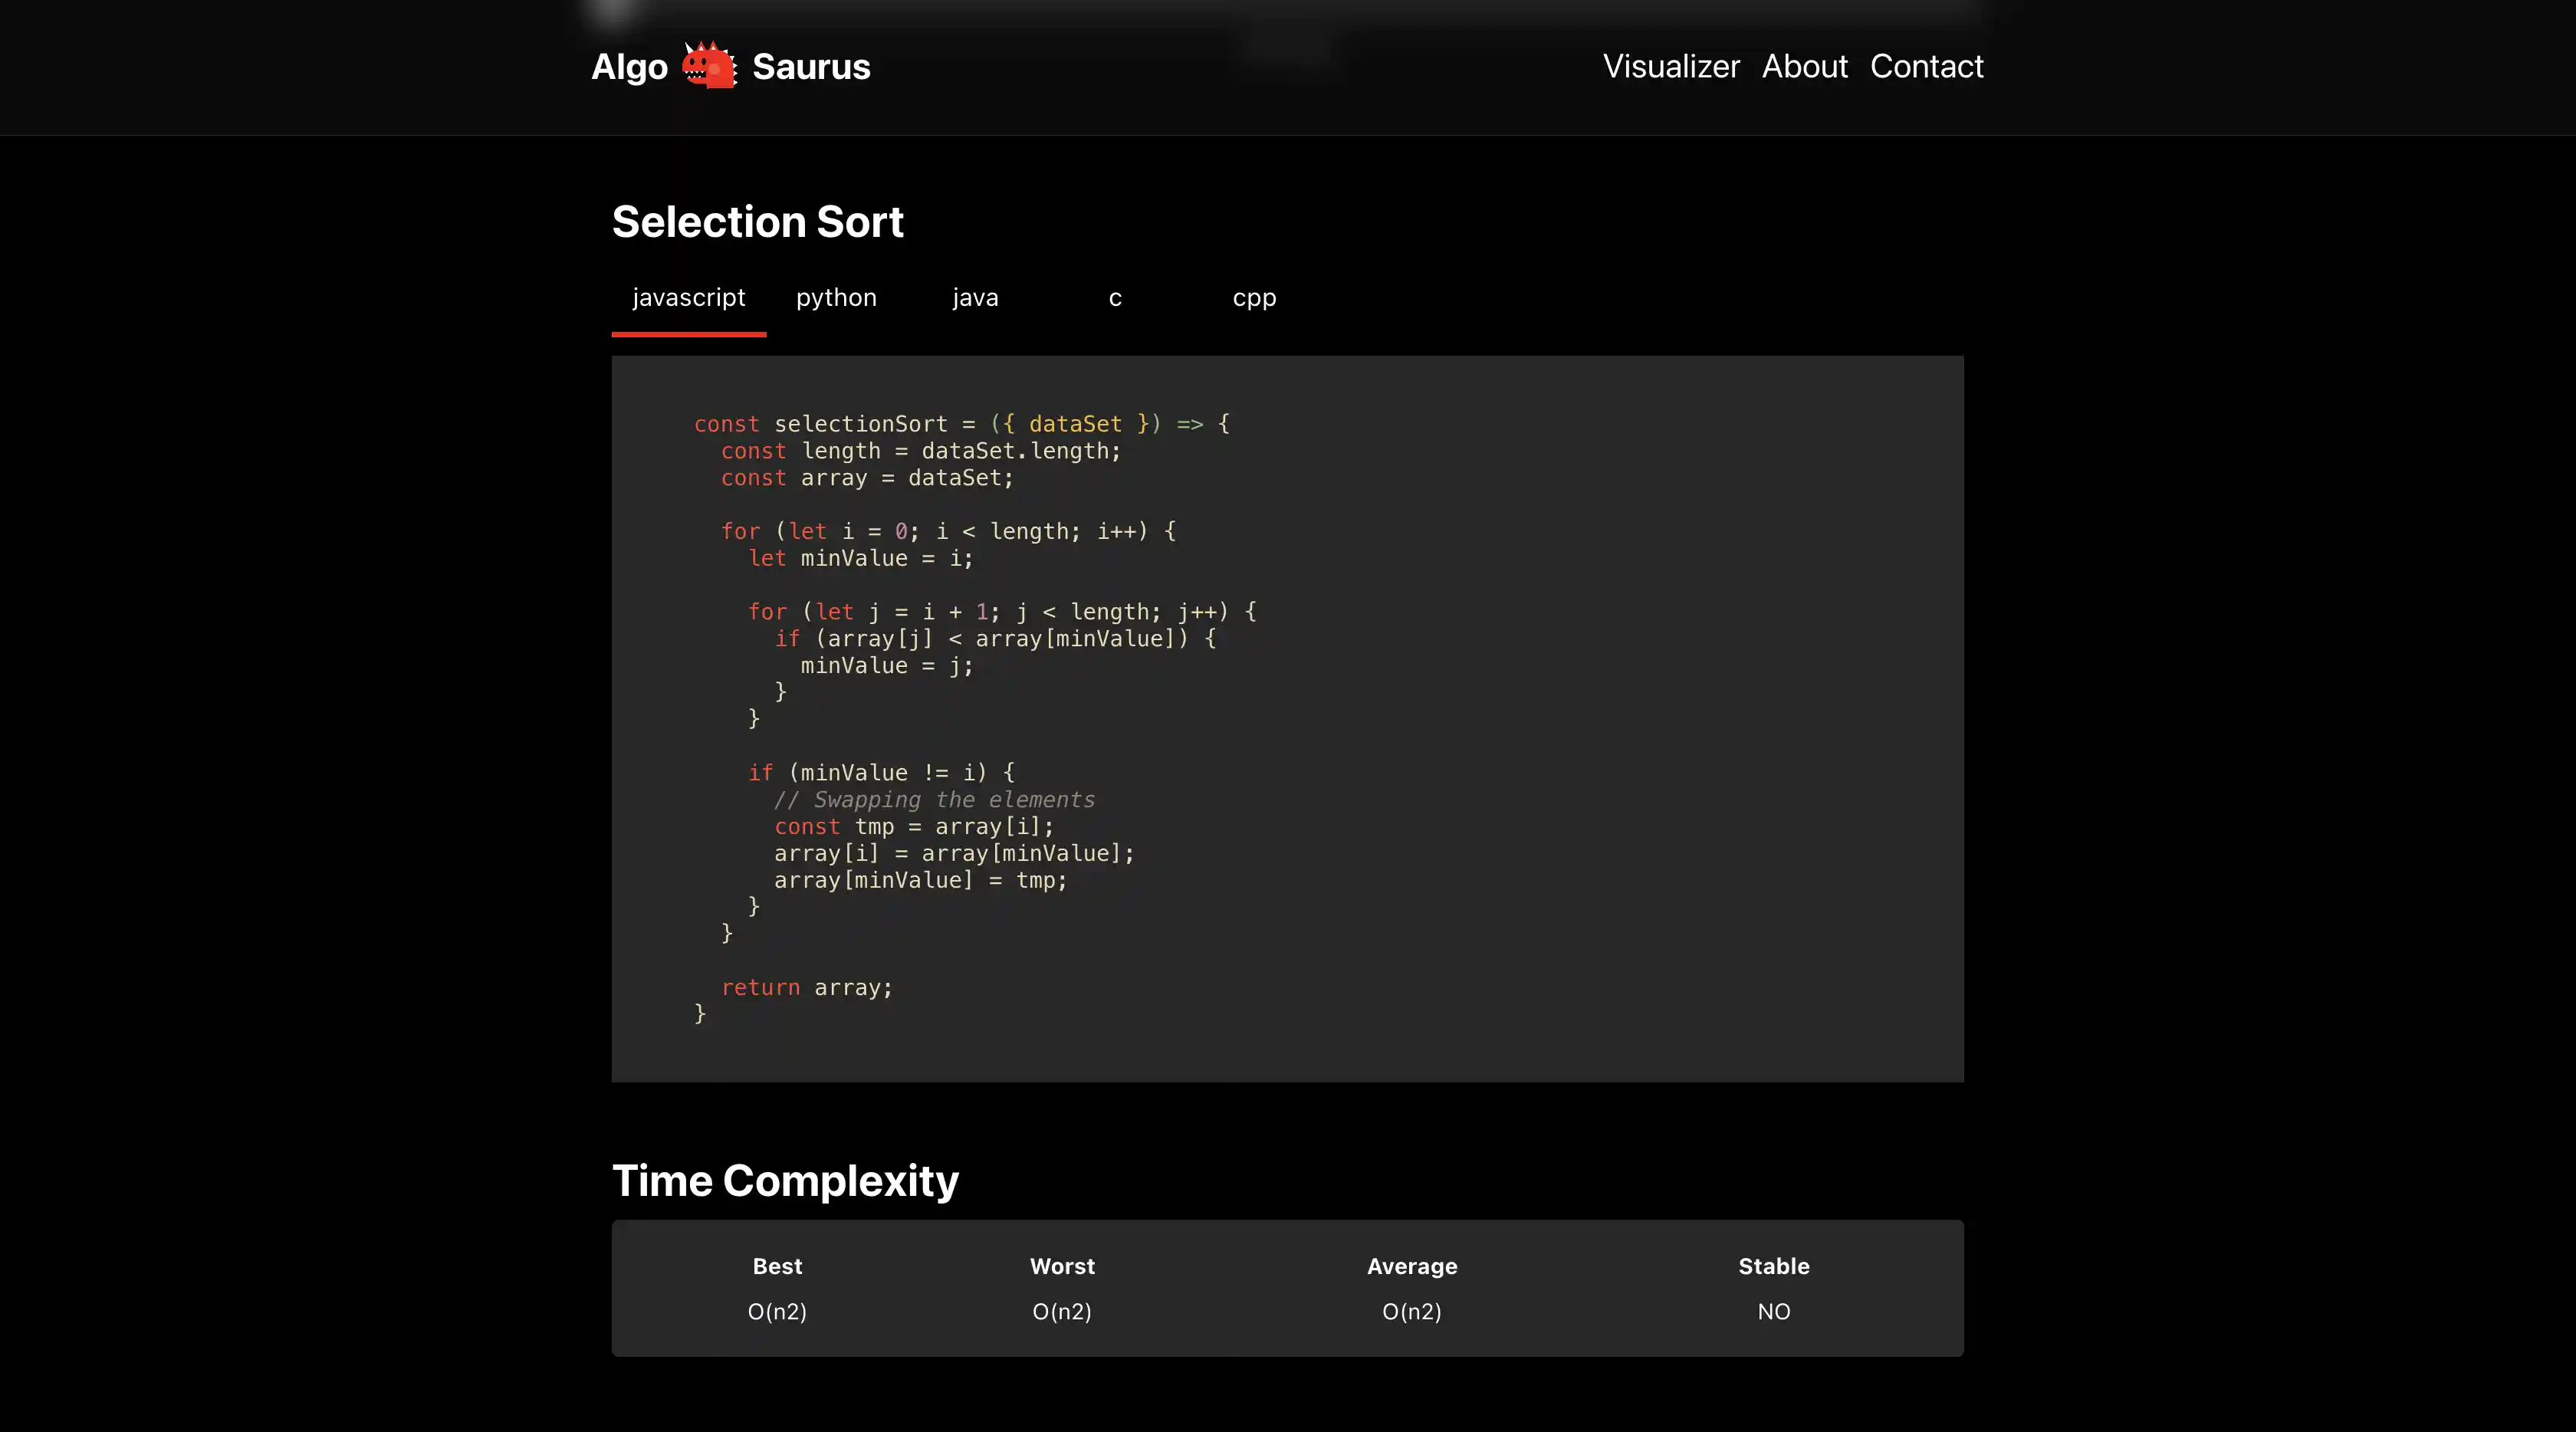 Algo Saurus
Visualizer About Contact
Selection Sort
javascript python java c cpp
const selectionSort = ({ dataSet }) => {
  const length = dataSet.length;
  const array = dataSet;
  for (let i = 0; i < length; i++) {
    let minValue = i;
    for (let j = i + 1; j < length; j++) {
      if (array[j] < array[minValue]) {
        minValue = j;
      }
    }
    if (minValue != i) {
      // Swapping the elements
      const tmp = array[i];
      array[i] = array[minValue];
      array[minValue] = tmp;
    }
  }
  return array;
}
Time Complexity
Best Worst Average Stable
O(n2) O(n2) O(n2) NO